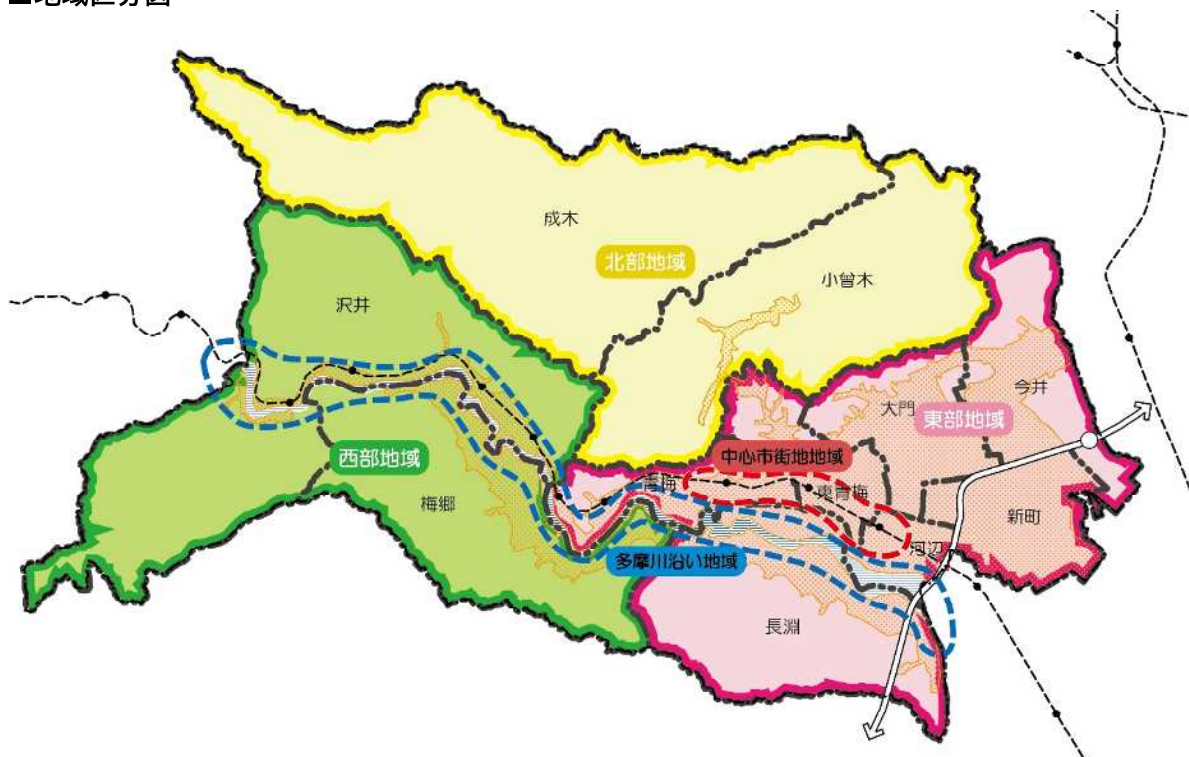 ■地域区分図
成木
北部地域
小曾木
沢井
今井
大門
東部地域
中心市街地地域
西部地域
青梅
東青梅
梅郷
新町
河辺
多摩川沿い地域
長淵